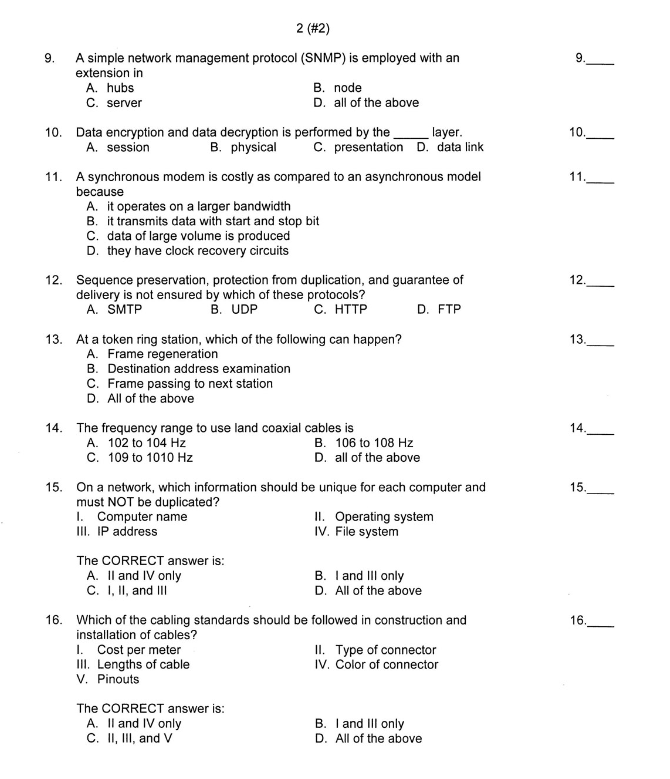 2 (#2)
9. A simple network management protocol (SNMP) is employed with an 9.____
extension in
A. hubs B. node
C. server D. all of the above
10. Data encryption and data decryption is performed by the _____ layer. 10.____
A. session B. physical C. presentation D. data link
11. A synchronous modem is costly as compared to an asynchronous model 11.____
because
A. it operates on a larger bandwidth
B. it transmits data with start and stop bit
C. data of large volume is produced
D. they have clock recovery circuits
12. Sequence preservation, protection from duplication, and guarantee of 12.____
delivery is not ensured by which of these protocols?
A. SMTP B. UDP C. HTTP D. FTP
13. At a token ring station, which of the following can happen? 13.____
A. Frame regeneration
B. Destination address examination
C. Frame passing to next station
D. All of the above
14. The frequency range to use land coaxial cables is 14.____
A. 102 to 104 Hz B. 106 to 108 Hz
C. 109 to 1010 Hz D. all of the above
15. On a network, which information should be unique for each computer and 15.____
must NOT be duplicated?
I. Computer name II. Operating system
III. IP address IV. File system
The CORRECT answer is:
A. II and IV only B. I and III only
C. I, II, and III D. All of the above
16. Which of the cabling standards should be followed in construction and 16.____
installation of cables?
I. Cost per meter II. Type of connector
III. Lengths of cable IV. Color of connector
V. Pinouts
The CORRECT answer is:
A. II and IV only B. I and III only
C. II, III, and V D. All of the above